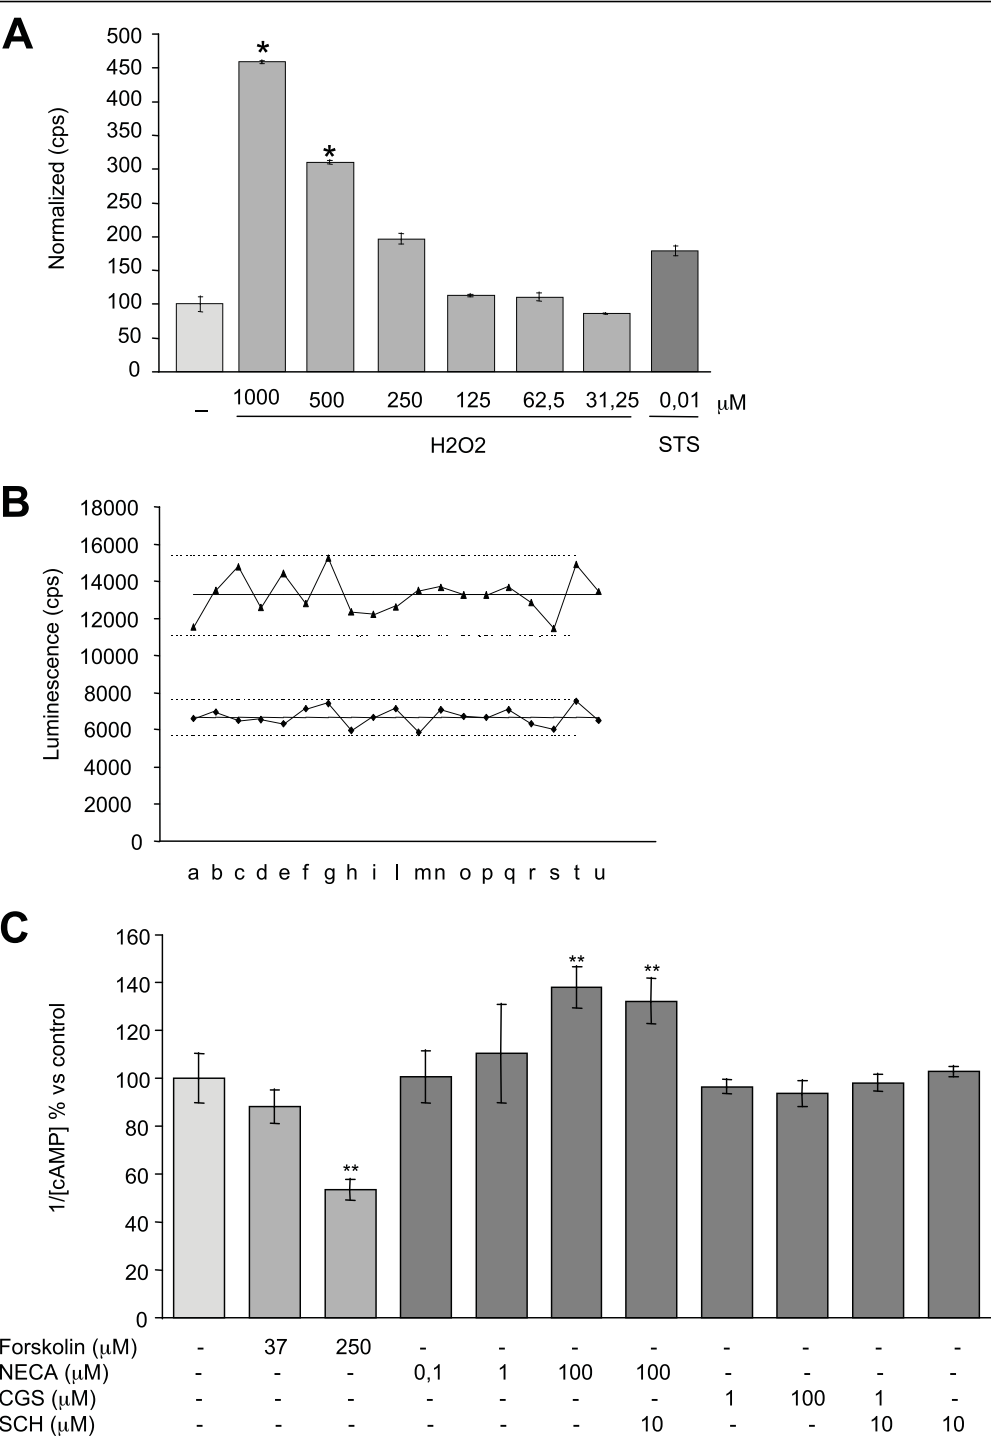 A
500
450
400
350
300
250
200
150
100
50
0
Normalized (cps)
*
*
– 1000 500 250 125 62,5 31,25 0,01 μM
H2O2 STS
B
18000
16000
14000
12000
10000
8000
6000
4000
2000
0
Luminescence (cps)
a b c d e f g h i l m n o p q r s t u
C
160
140
120
100
80
60
40
20
0
1/[cAMP] % vs control
**
**
**
Forskolin (μM) - 37 250 - - - - - - - -
NECA (μM) - - - 0,1 1 100 100 - - - -
CGS (μM) - - - - - - - 1 100 1 -
SCH (μM) - - - - - - 10 - - 10 10